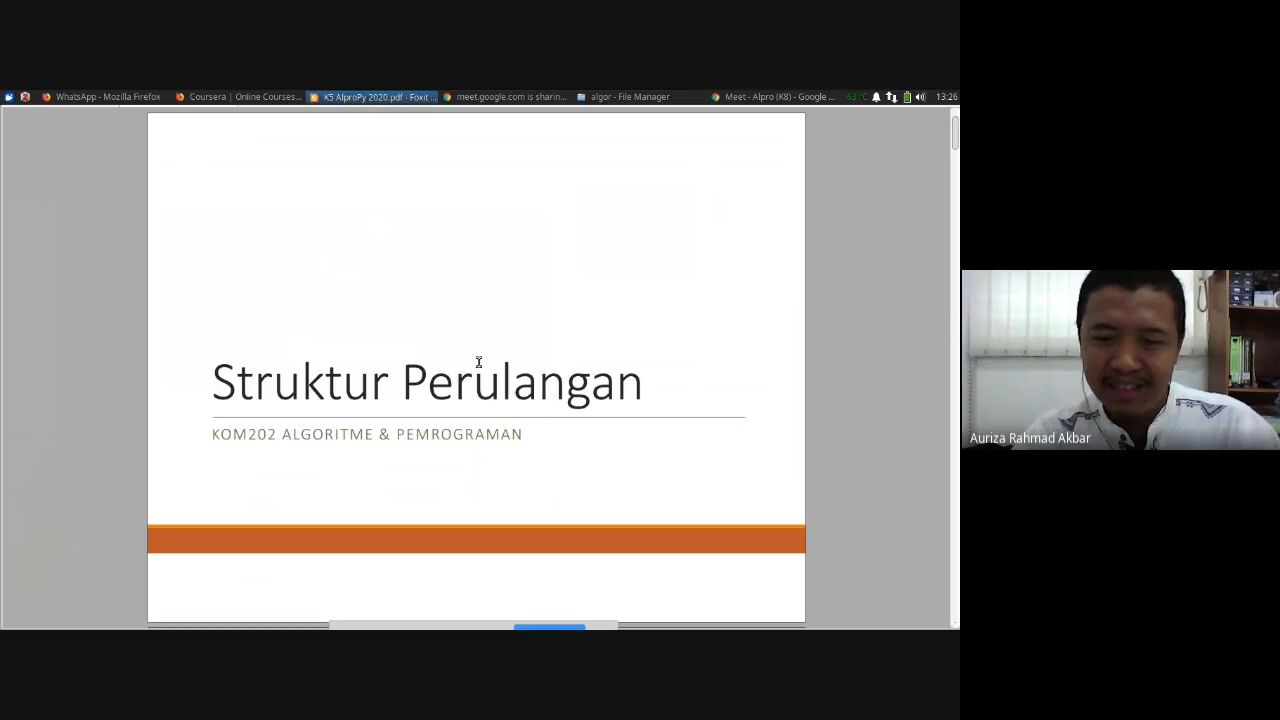 WhatsApp - Mozilla Firefox
Coursera | Online Courses...
K5 AlproPy 2020.pdf - Foxit ...
meet.google.com is sharin...
algor - File Manager
Meet - Alpro (K8) - Google ...
63°C
13:26
Struktur Perulangan
KOM202 ALGORITME & PEMROGRAMAN
Auriza Rahmad Akbar